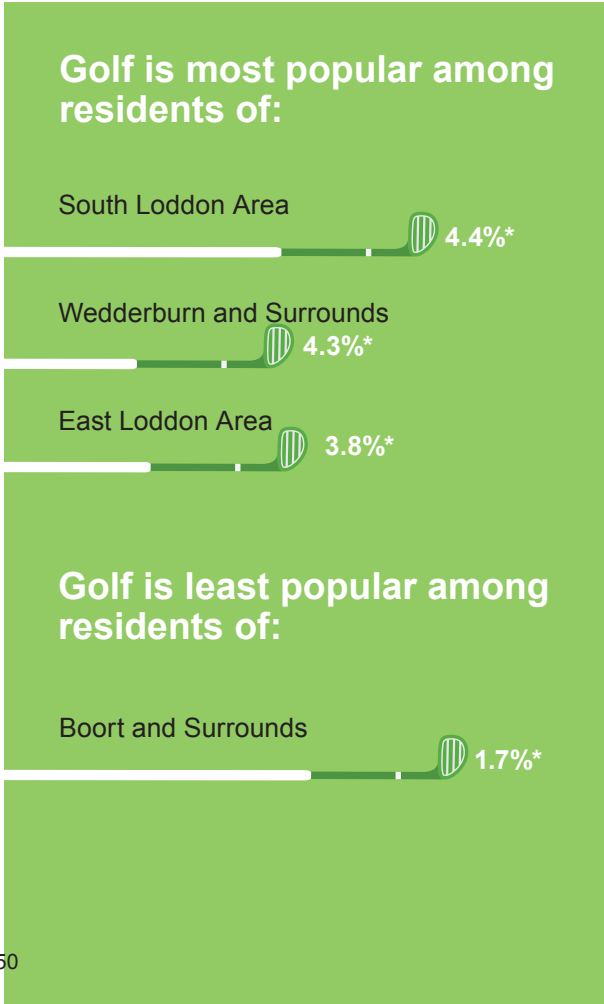 Golf is most popular among
residents of:
South Loddon Area
4.4%*
Wedderburn and Surrounds
4.3%*
East Loddon Area
3.8%*
Golf is least popular among
residents of:
Boort and Surrounds
1.7%*
50